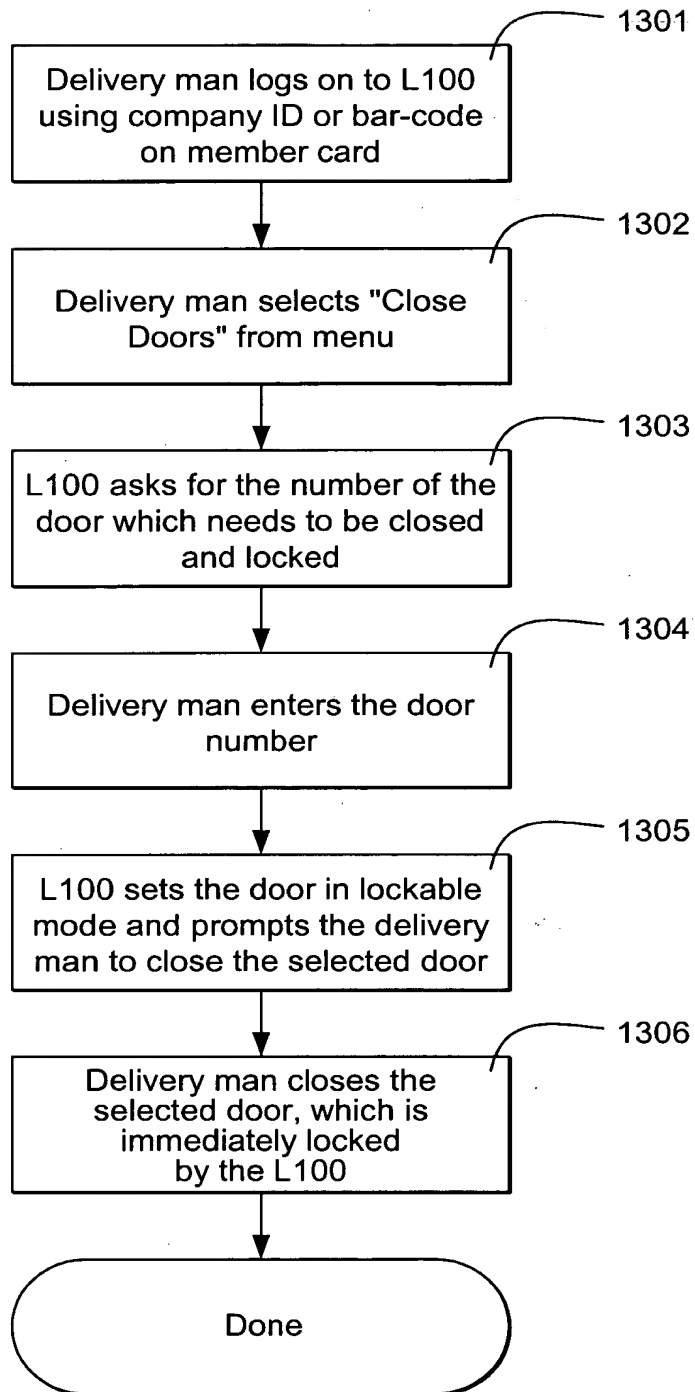 1301
Delivery man logs on to L100
using company ID or bar-code
on member card
1302
Delivery man selects "Close
Doors" from menu
1303
L100 asks for the number of the
door which needs to be closed
and locked
1304
Delivery man enters the door
number
1305
L100 sets the door in lockable
mode and prompts the delivery
man to close the selected door
1306
Delivery man closes the
selected door, which is
immediately locked
by the L100
Done